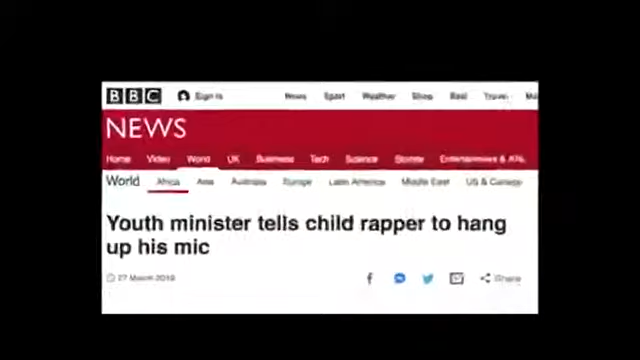 BBC Sign in News Sport Weather Shop Reel Travel
NEWS
Home Video World UK Business Tech Science Stories Entertainment & Arts
World Africa Asia Australia Europe Latin America Middle East US & Canada
Youth minister tells child rapper to hang
up his mic
27 March 2019 Share